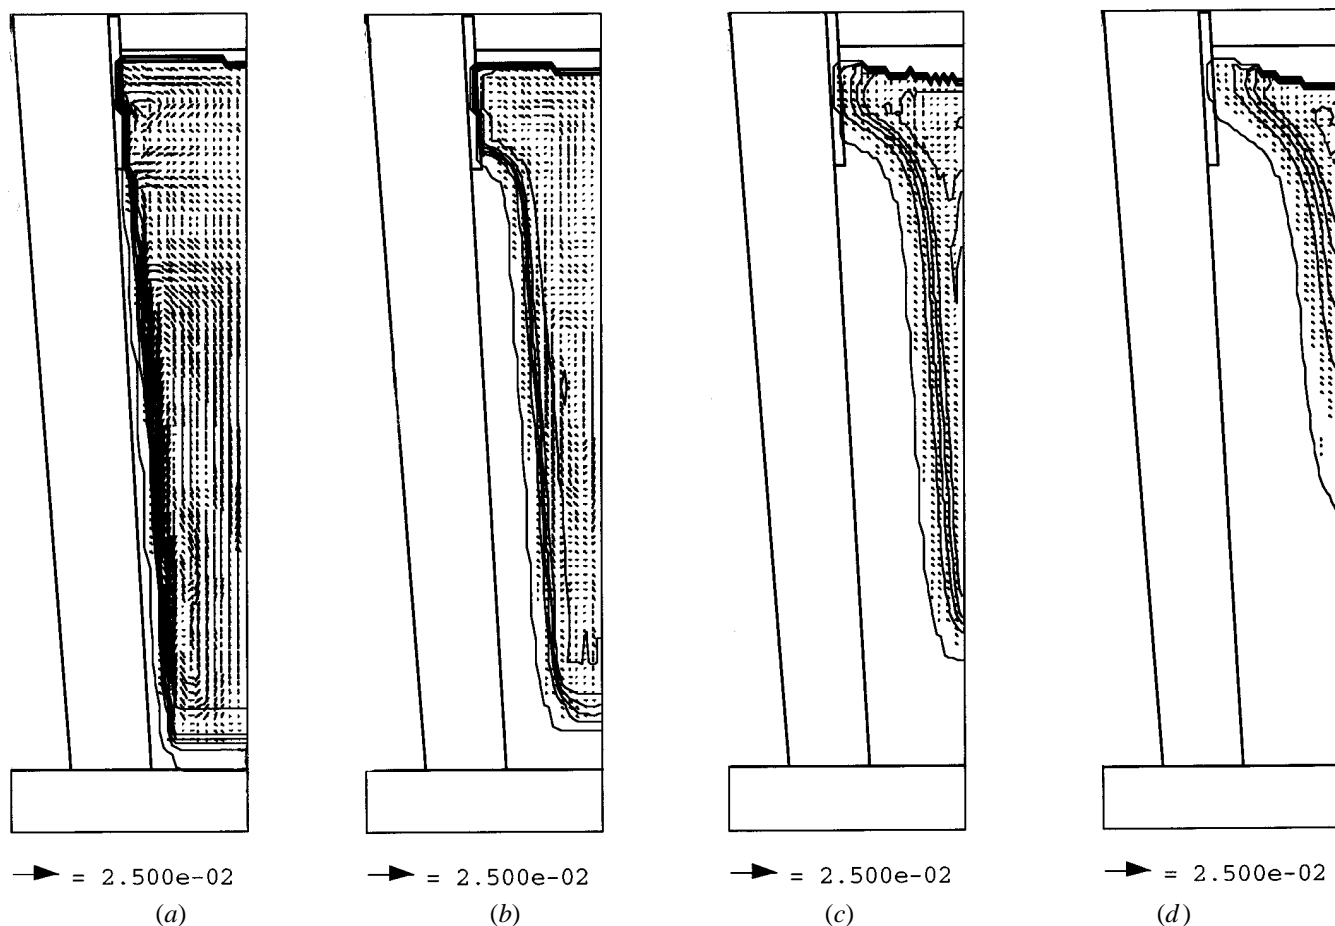 = 2.500e-02
= 2.500e-02
= 2.500e-02
= 2.500e-02
(a)
(b)
(c)
(d)